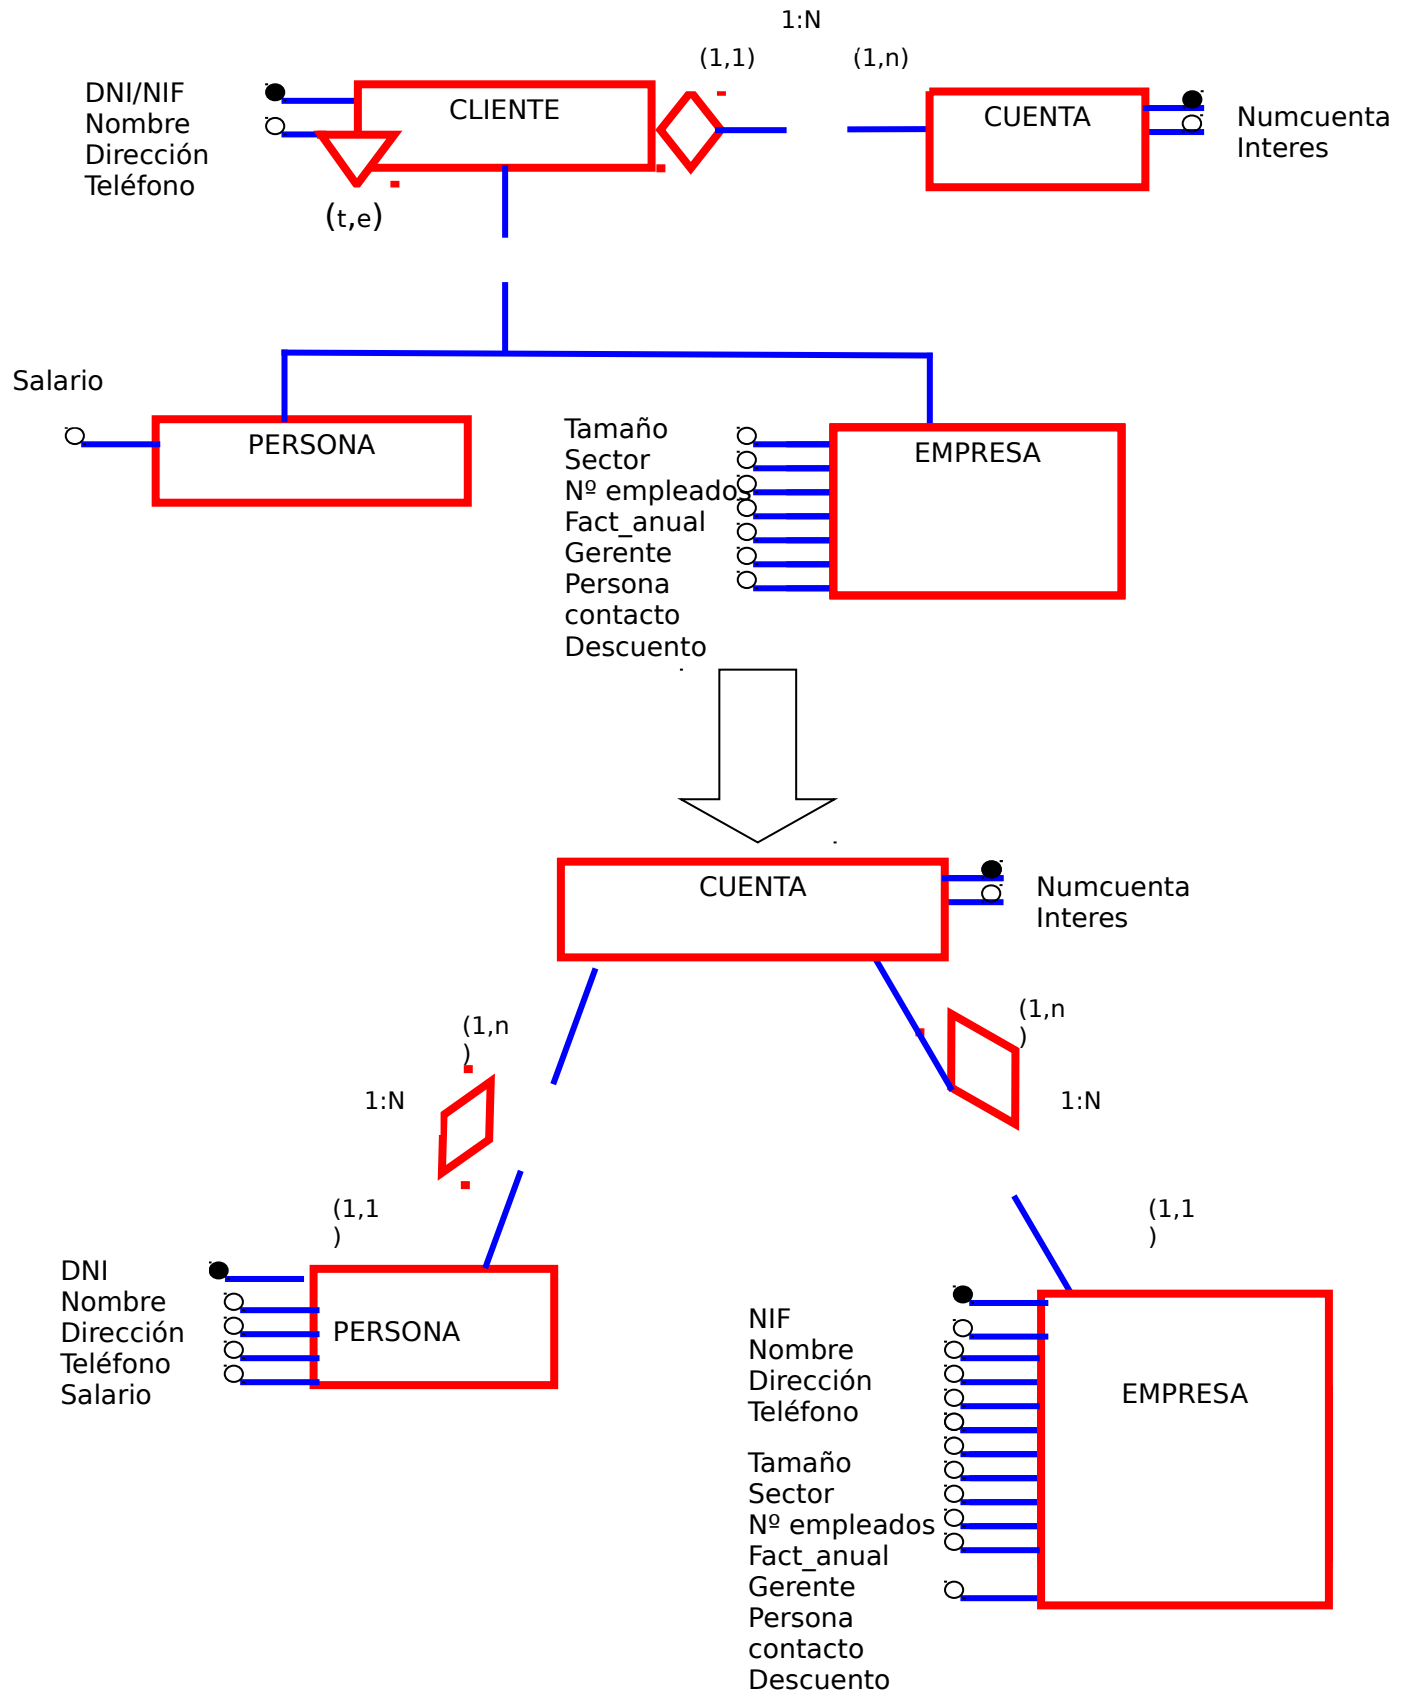 1:N
(1,1)
(1,n)
DNI/NIF
Nombre
Dirección
Teléfono
CLIENTE
CUENTA
Numcuenta
Interes
(t,e)
Salario
PERSONA
Tamaño
Sector
Nº empleados
Fact_anual
Gerente
Persona
contacto
Descuento
EMPRESA
CUENTA
Numcuenta
Interes
(1,n
)
(1,n
)
1:N
1:N
(1,1
)
(1,1
)
DNI
Nombre
Dirección
Teléfono
Salario
PERSONA
NIF
Nombre
Dirección
Teléfono
Tamaño
Sector
Nº empleados
Fact_anual
Gerente
Persona
contacto
Descuento
EMPRESA